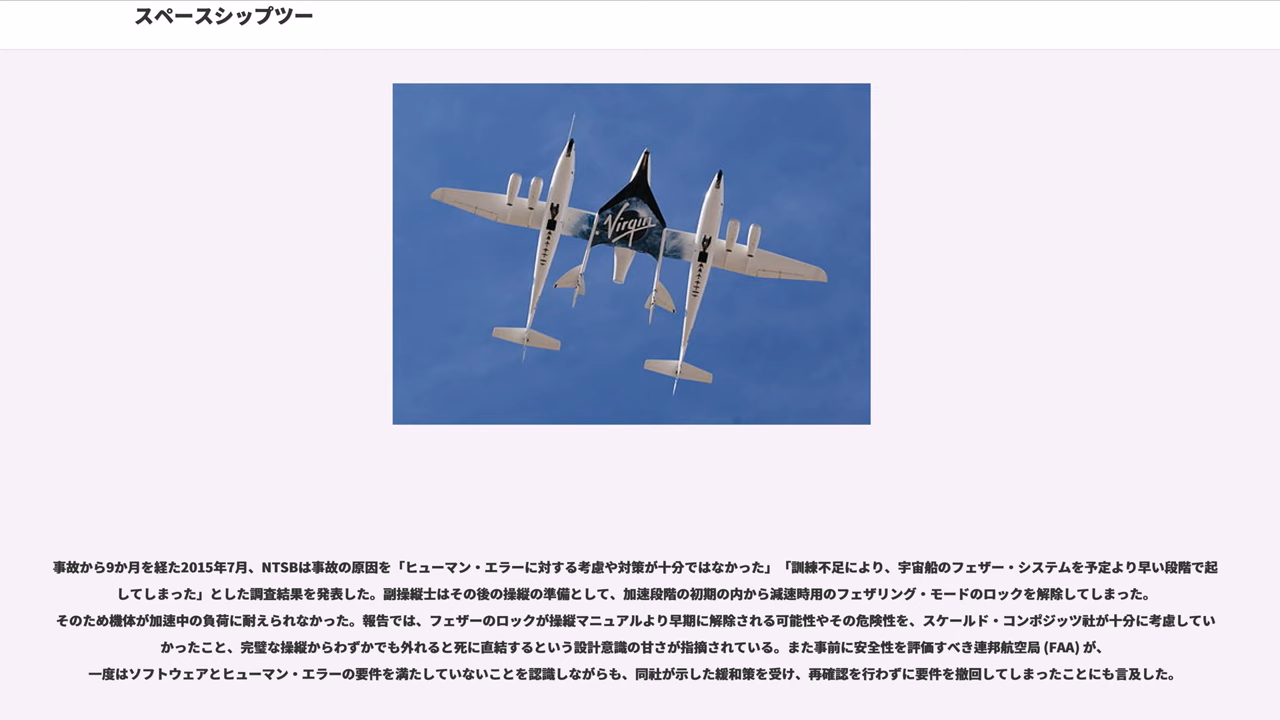 スペースシップツー
Virgin
事故から9か月を経た2015年7月、NTSBは事故の原因を「ヒューマン・エラーに対する考慮や対策が十分ではなかった」「訓練不足により、宇宙船のフェザー・システムを予定より早い段階で起
してしまった」とした調査結果を発表した。副操縦士はその後の操縦の準備として、加速段階の初期の内から減速時用のフェザリング・モードのロックを解除してしまった。
そのため機体が加速中の負荷に耐えられなかった。報告では、フェザーのロックが操縦マニュアルより早期に解除される可能性やその危険性を、スケールド・コンポジッツ社が十分に考慮してい
かったこと、完璧な操縦からわずかでも外れると死に直結するという設計意識の甘さが指摘されている。また事前に安全性を評価すべき連邦航空局 (FAA) が、
一度はソフトウェアとヒューマン・エラーの要件を満たしていないことを認識しながらも、同社が示した緩和策を受け、再確認を行わずに要件を撤回してしまったことにも言及した。